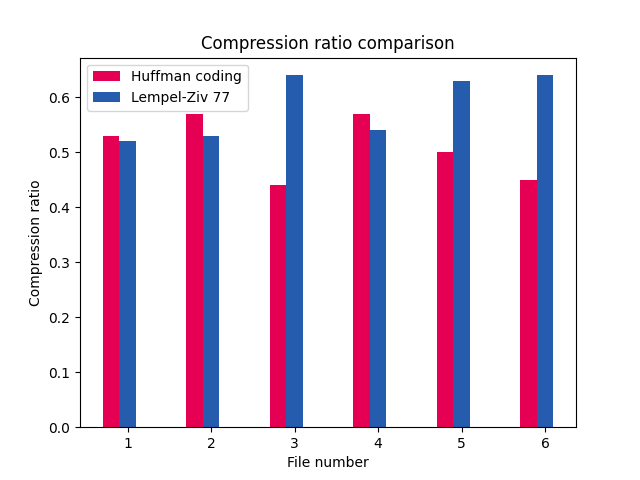 Compression ratio comparison
Huffman coding
Lempel-Ziv 77
Compression ratio
0.6
0.5
0.4
0.3
0.2
0.1
0.0
1 2 3 4 5 6
File number